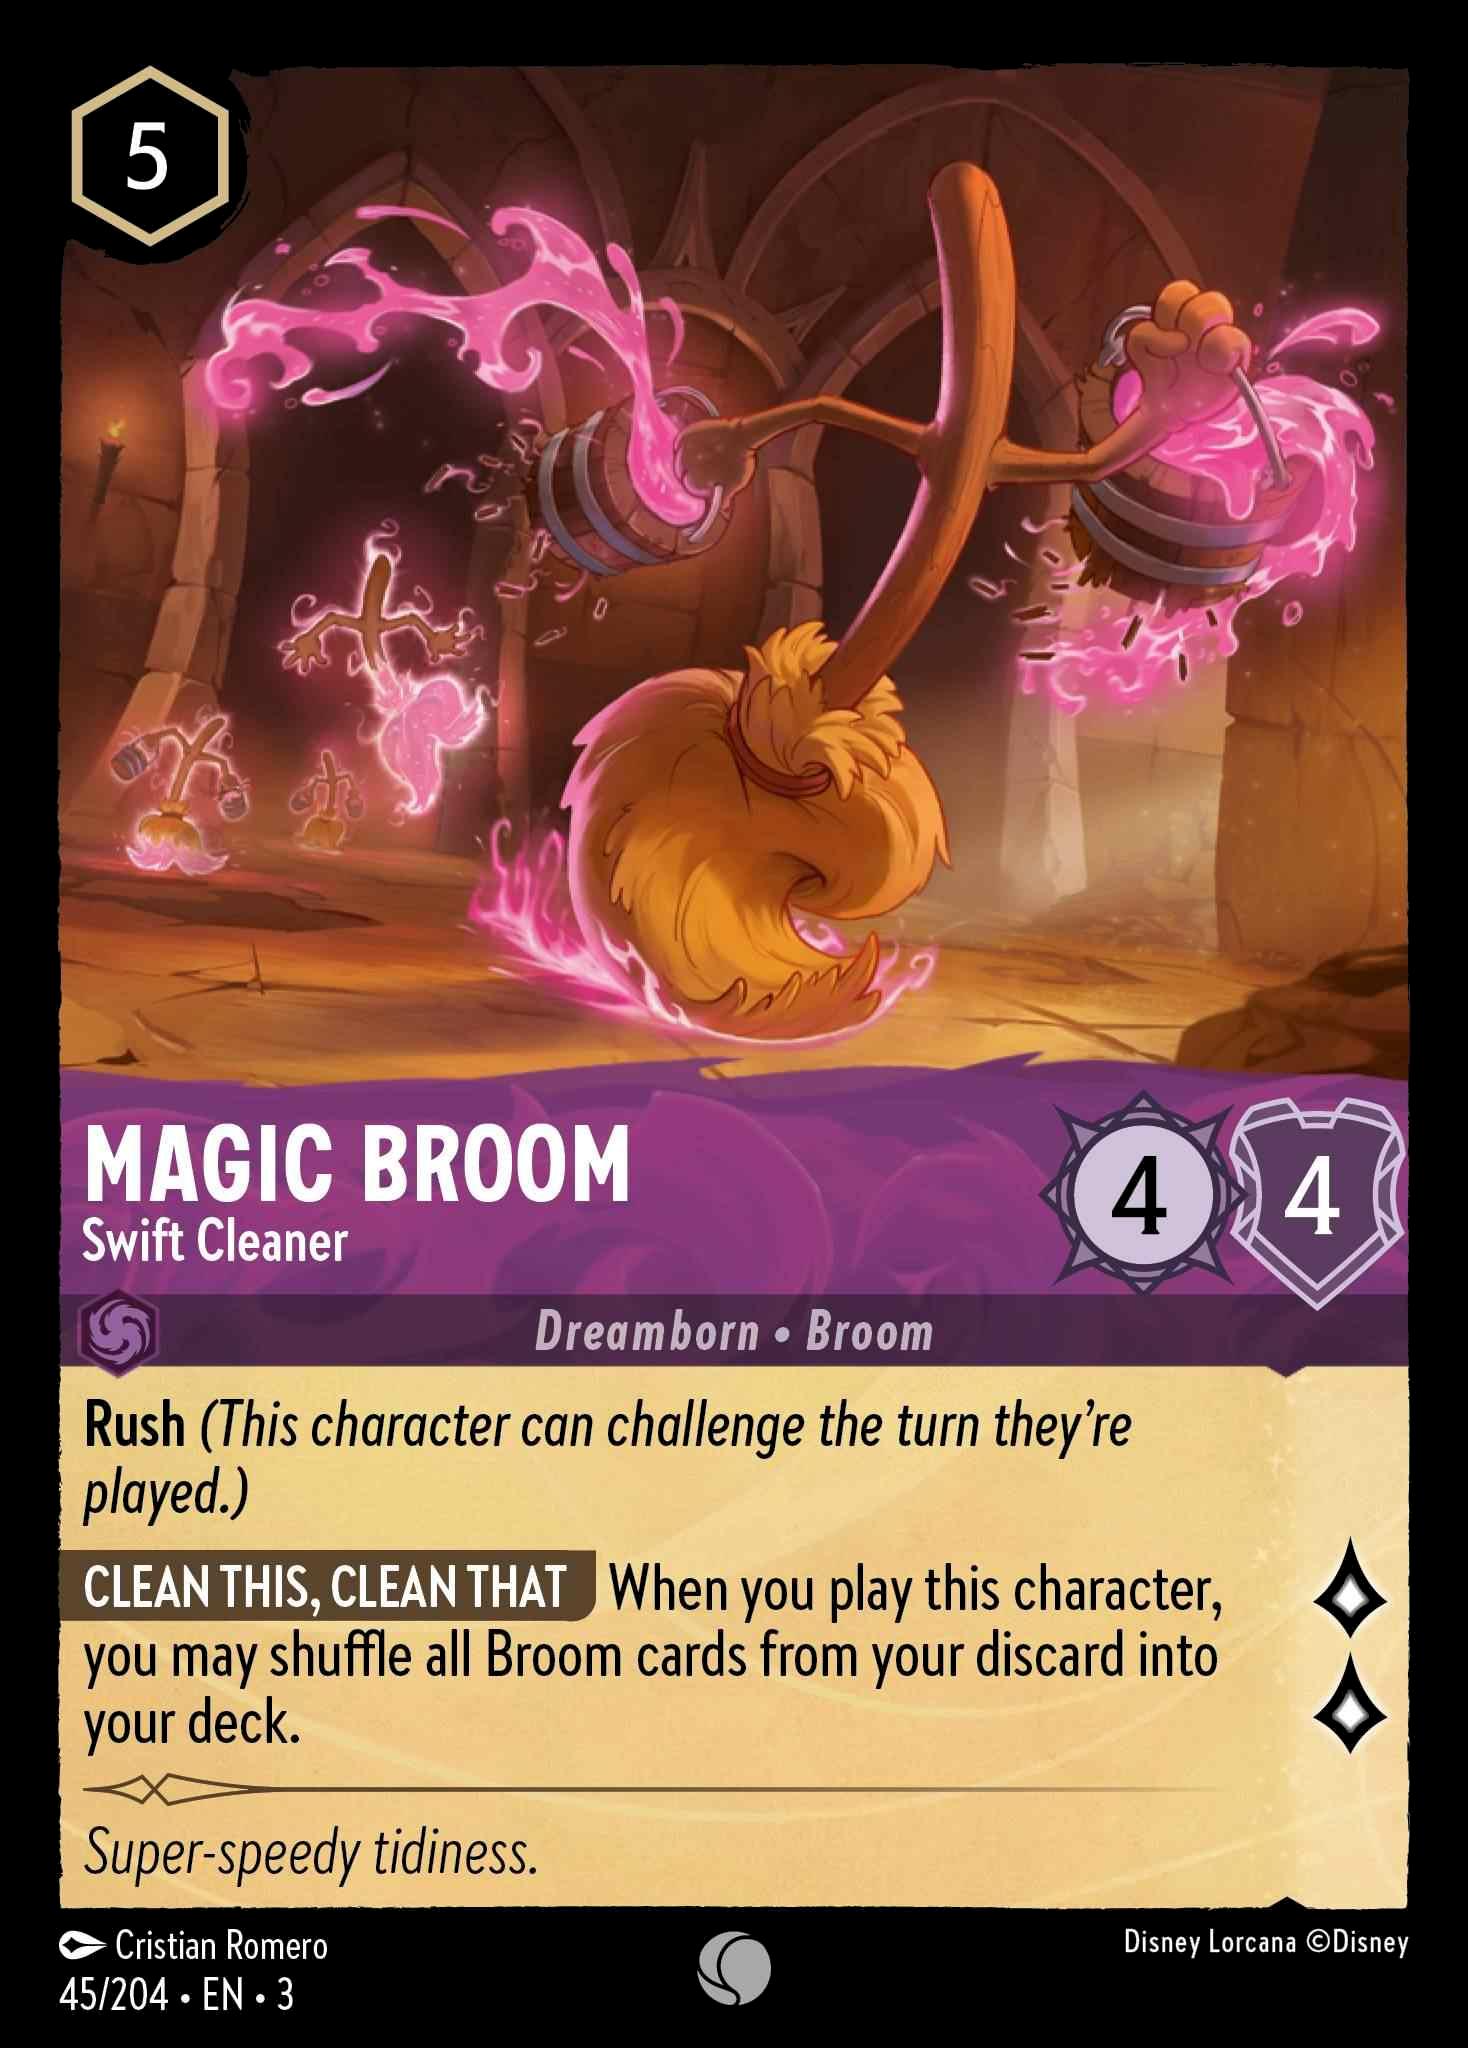 5
MAGIC BROOM
Swift Cleaner
4
4
Dreamborn • Broom
Rush (This character can challenge the turn they’re
played.)
CLEAN THIS, CLEAN THAT When you play this character,
you may shuffle all Broom cards from your discard into
your deck.
Super-speedy tidiness.
Cristian Romero
Disney Lorcana ©Disney
45/204 • EN • 3